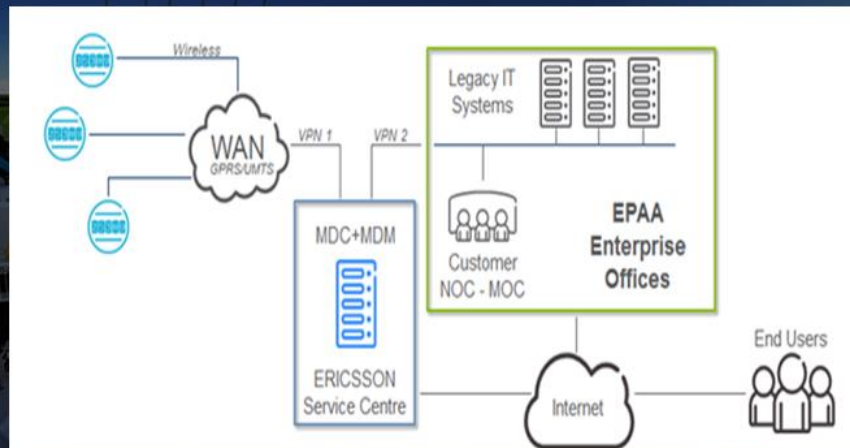 Wireless
WAN
GPRS/UMTS
VPN 1
VPN 2
Legacy IT
Systems
Customer
NOC - MOC
EPAA
Enterprise
Offices
MDC+MDM
ERICSSON
Service Centre
Internet
End Users